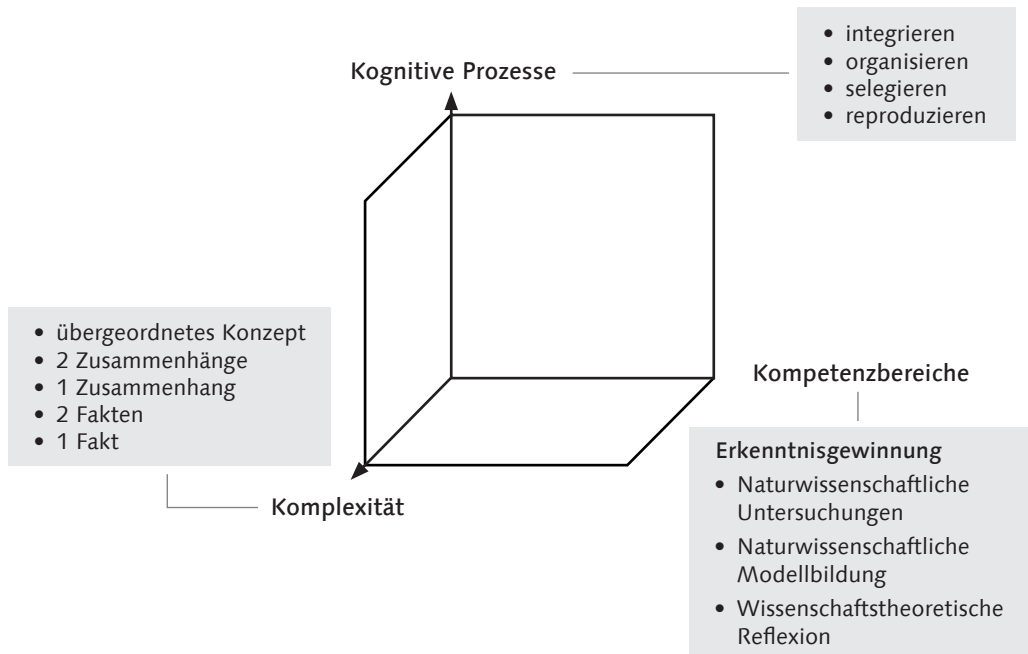 Kognitive Prozesse
• integrieren
• organisieren
• selegieren
• reproduzieren
• übergeordnetes Konzept
• 2 Zusammenhänge
• 1 Zusammenhang
• 2 Fakten
• 1 Fakt
Komplexität
Kompetenzbereiche
Erkenntnisgewinnung
• Naturwissenschaftliche
Untersuchungen
• Naturwissenschaftliche
Modellbildung
• Wissenschaftstheoretische
Reflexion